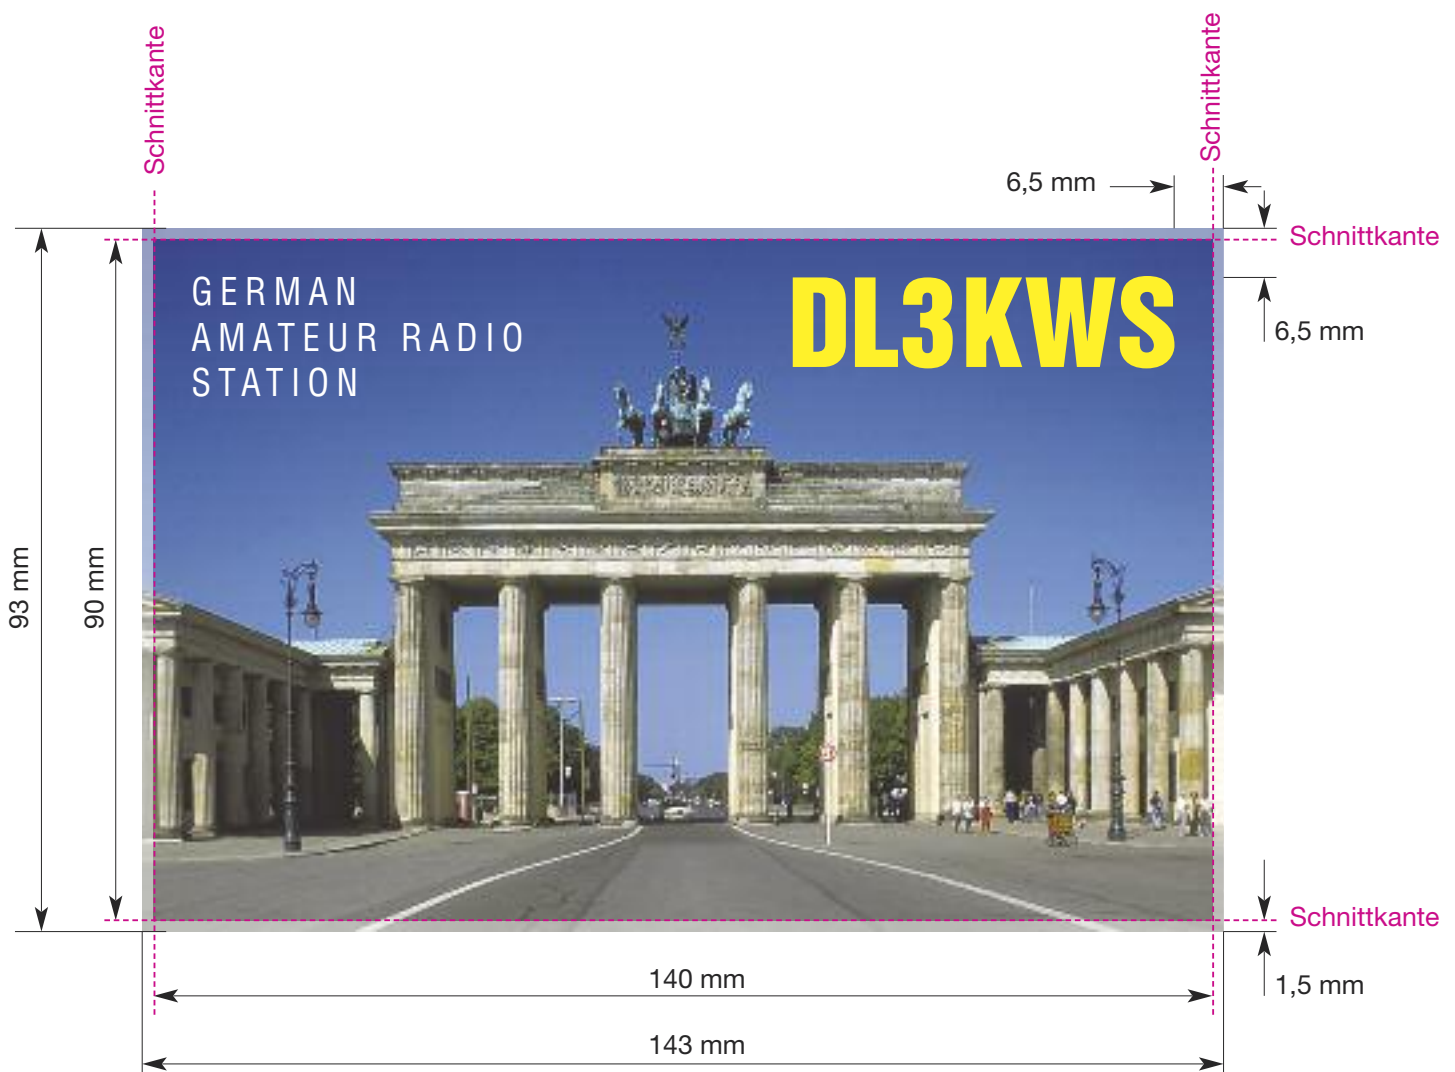 Schnittkante
Schnittkante
6,5 mm
Schnittkante
GERMAN
AMATEUR RADIO
STATION
DL3KWS
6,5 mm
93 mm
90 mm
Schnittkante
140 mm
1,5 mm
143 mm